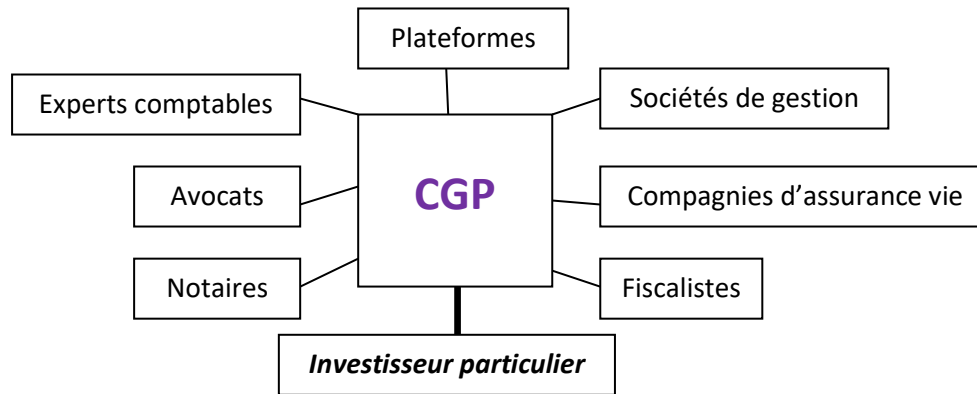 Plateformes
Experts comptables
Sociétés de gestion
Avocats
CGP
Compagnies d’assurance vie
Notaires
Fiscalistes
Investisseur particulier